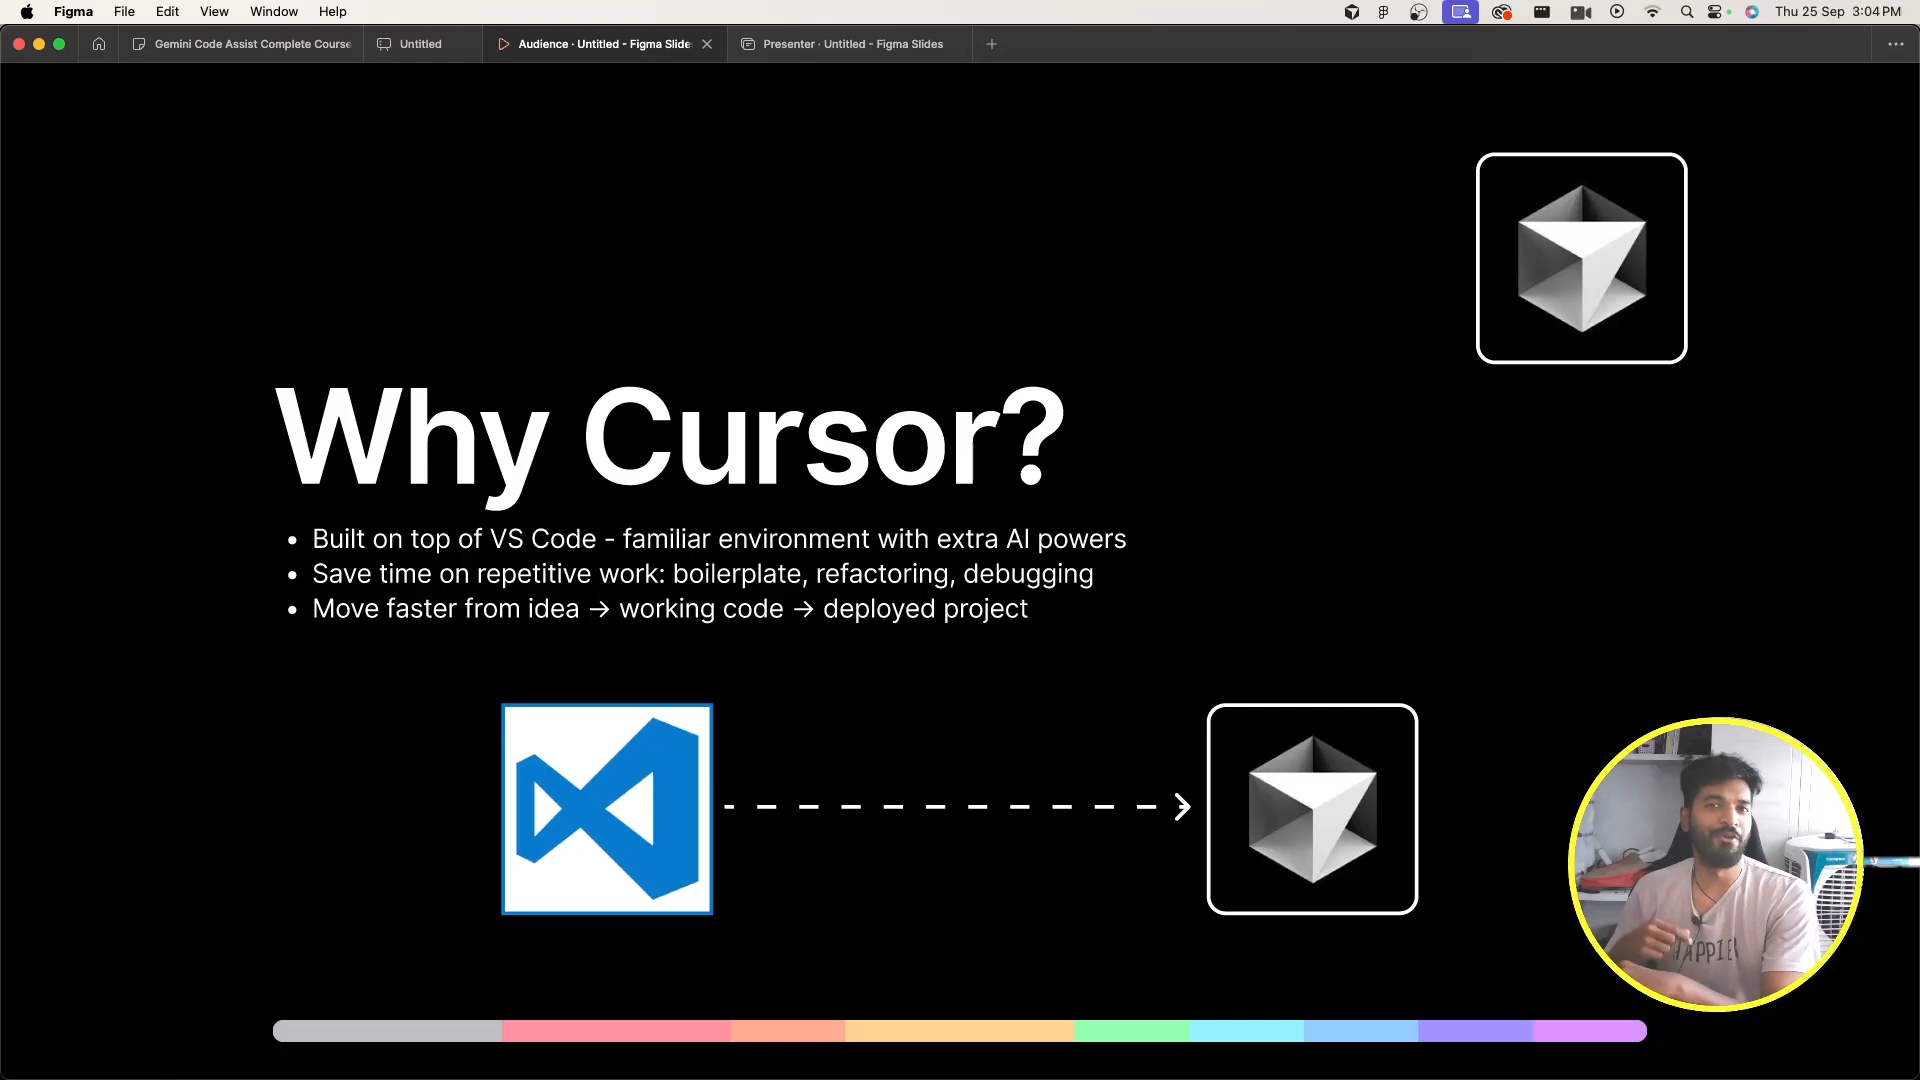 Figma File Edit View Window Help
Thu 25 Sep 3:04 PM
Gemini Code Assist Complete Course
Untitled
Audience · Untitled - Figma Slide
Presenter · Untitled - Figma Slides
Why Cursor?
• Built on top of VS Code - familiar environment with extra AI powers
• Save time on repetitive work: boilerplate, refactoring, debugging
• Move faster from idea → working code → deployed project